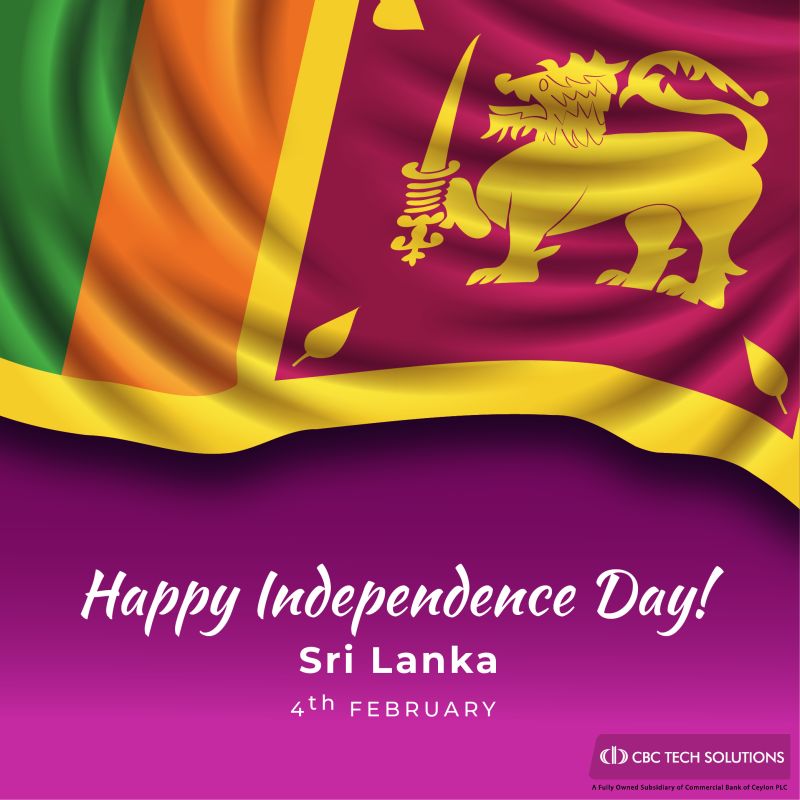 Happy Independence Day!
Sri Lanka
4th FEBRUARY
CBC TECH SOLUTIONS
A Fully Owned Subsidiary of Commercial Bank of Ceylon PLC